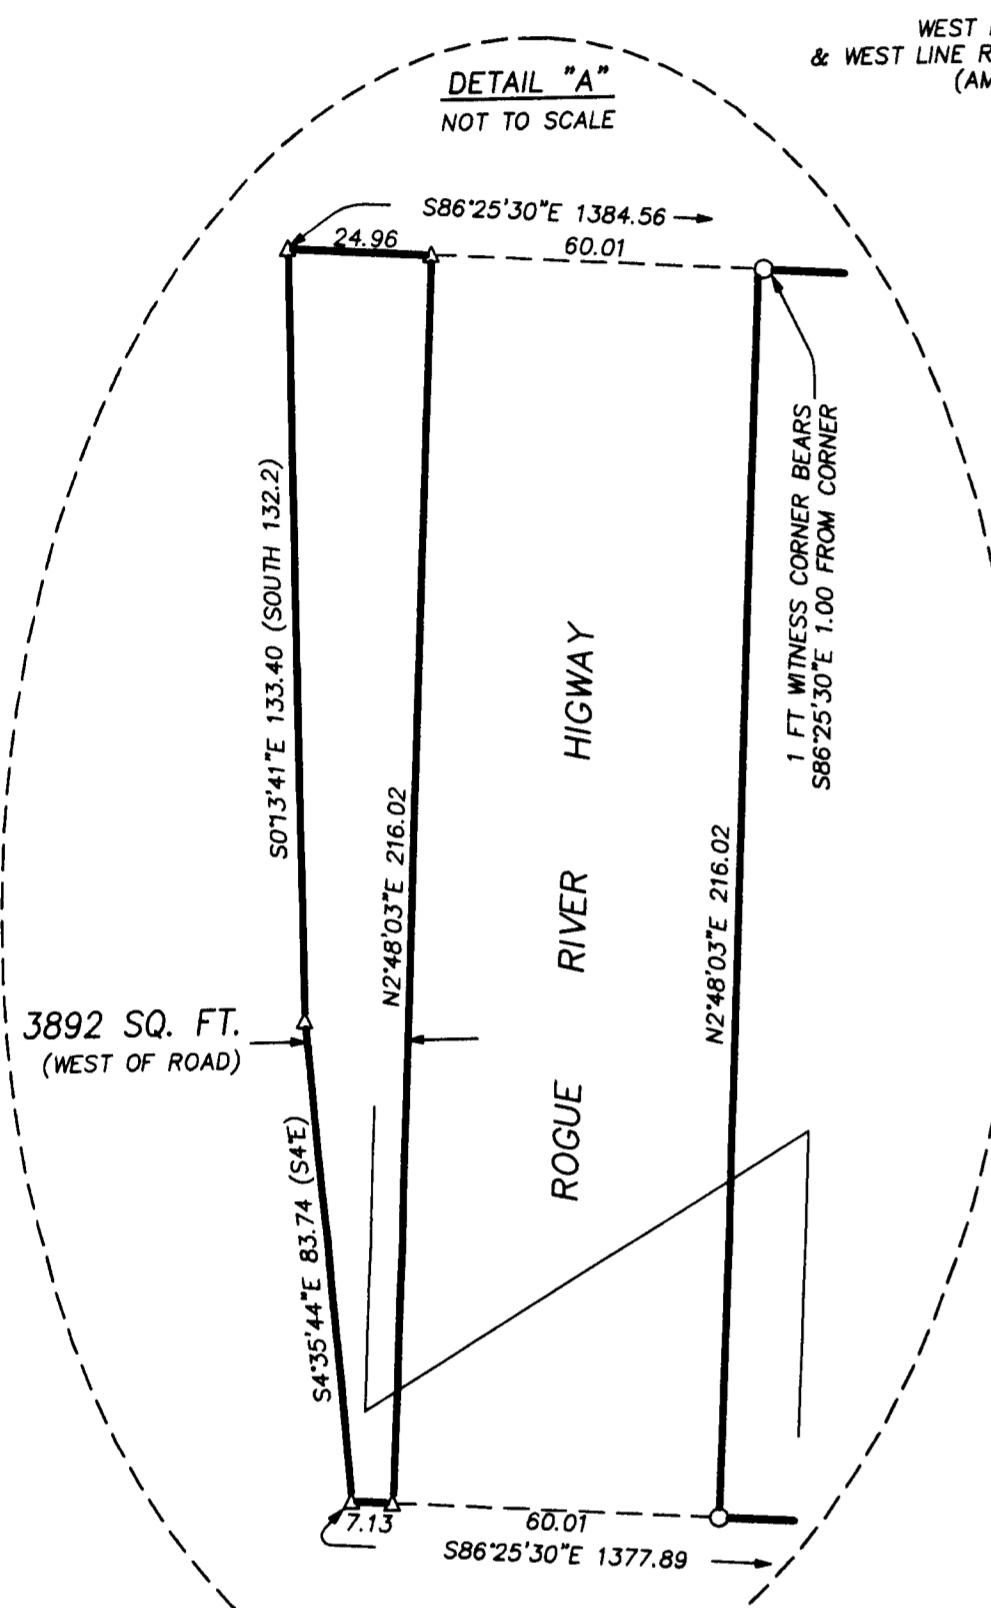 WEST
& WEST LINE R
(AM
DETAIL "A"
NOT TO SCALE
S86°25'30"E 1384.56
24.96
60.01
1 FT WITNESS CORNER BEARS
S86°25'30"E 1.00 FROM CORNER
S0°13'41"E 133.40 (SOUTH 132.2)
N2°48'03"E 216.02
ROGUE RIVER HIGWAY
N2°48'03"E 216.02
3892 SQ. FT.
(WEST OF ROAD)
S4°35'44"E 83.74 (S4°E)
7.13
60.01
S86°25'30"E 1377.89